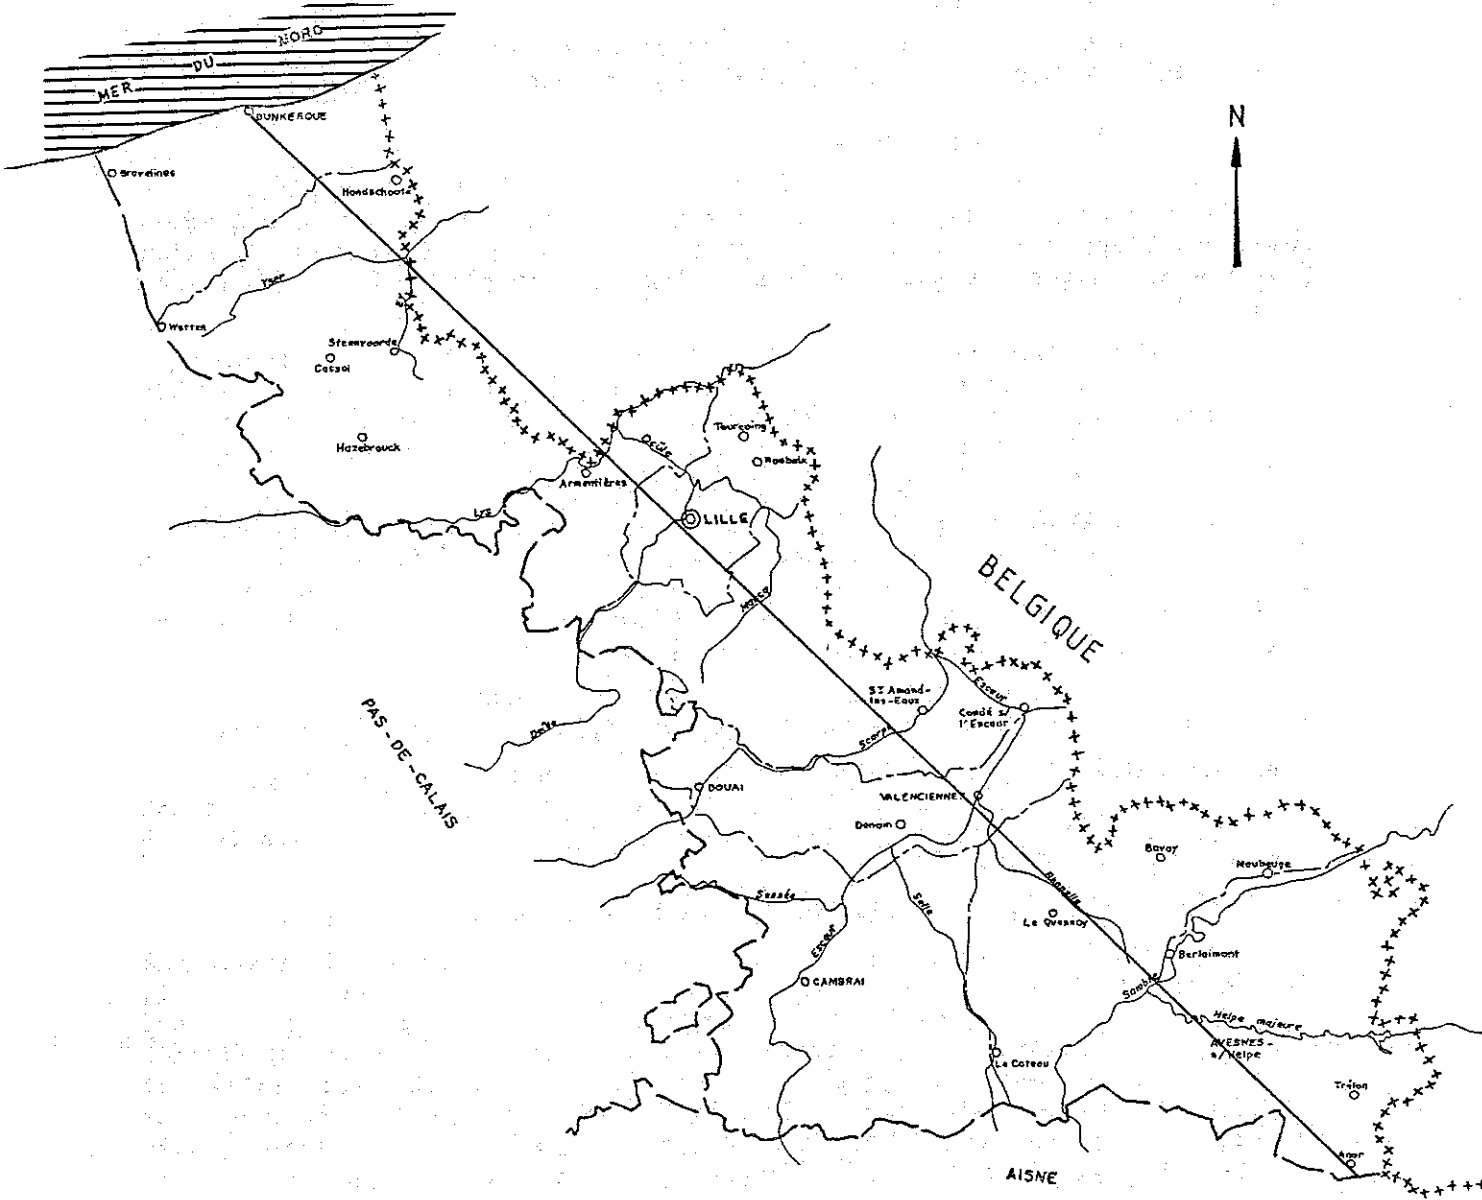 MER DU NORD
DUNKERQUE
N
Gravelines
Hondschoote
Yser
Watten
Steenvoorde
Cassel
Hazebrouck
Tourcoing
Deûle
Roubaix
Armentières
Lys
LILLE
BELGIQUE
Marcq
Escaut
St Amand-
les-Eaux
Condé s/
l'Escaut
PAS-DE-CALAIS
Deûle
Scarpe
DOUAI
VALENCIENNES
Denain
Bavay
Maubeuge
Rhonelle
Sensée
Selle
Le Quesnoy
Escaut
Berlaimont
CAMBRAI
Sambre
Helpe majeure
AVESNES-
s/Helpe
Le Cateau
Trélon
Anor
AISNE